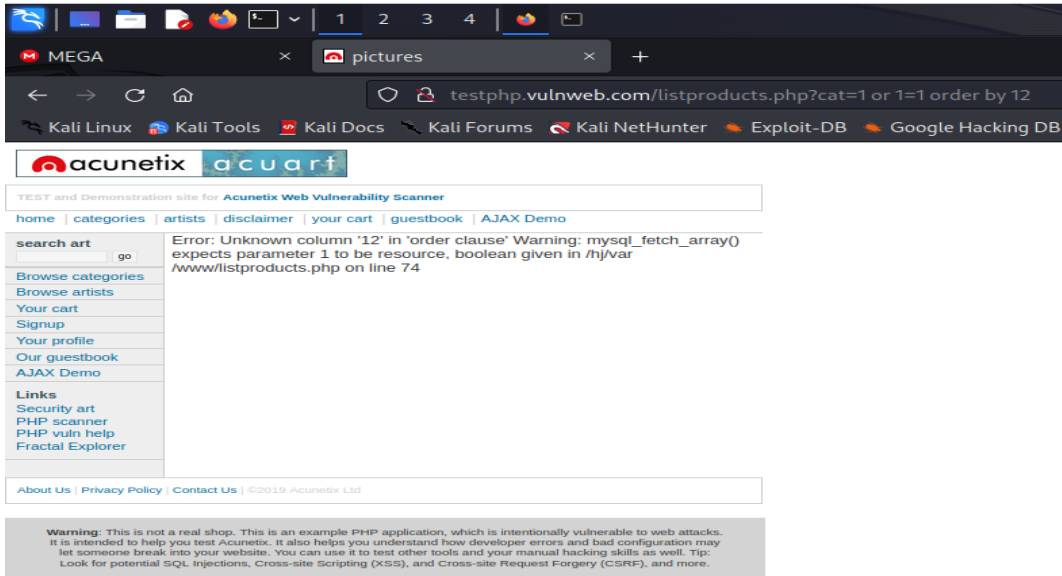 1 2 3 4
MEGA
pictures
testphp.vulnweb.com/listproducts.php?cat=1 or 1=1 order by 12
Kali Linux Kali Tools Kali Docs Kali Forums Kali NetHunter Exploit-DB Google Hacking DB
acunetix acuart
TEST and Demonstration site for Acunetix Web Vulnerability Scanner
home | categories | artists | disclaimer | your cart | guestbook | AJAX Demo
search art
go
Browse categories
Browse artists
Your cart
Signup
Your profile
Our guestbook
AJAX Demo
Links
Security art
PHP scanner
PHP vuln help
Fractal Explorer
Error: Unknown column '12' in 'order clause' Warning: mysql_fetch_array()
expects parameter 1 to be resource, boolean given in /hj/var
/www/listproducts.php on line 74
About Us | Privacy Policy | Contact Us | ©2019 Acunetix Ltd
Warning: This is not a real shop. This is an example PHP application, which is intentionally vulnerable to web attacks.
It is intended to help you test Acunetix. It also helps you understand how developer errors and bad configuration may
let someone break into your website. You can use it to test other tools and your manual hacking skills as well. Tip:
Look for potential SQL Injections, Cross-site Scripting (XSS), and Cross-site Request Forgery (CSRF), and more.